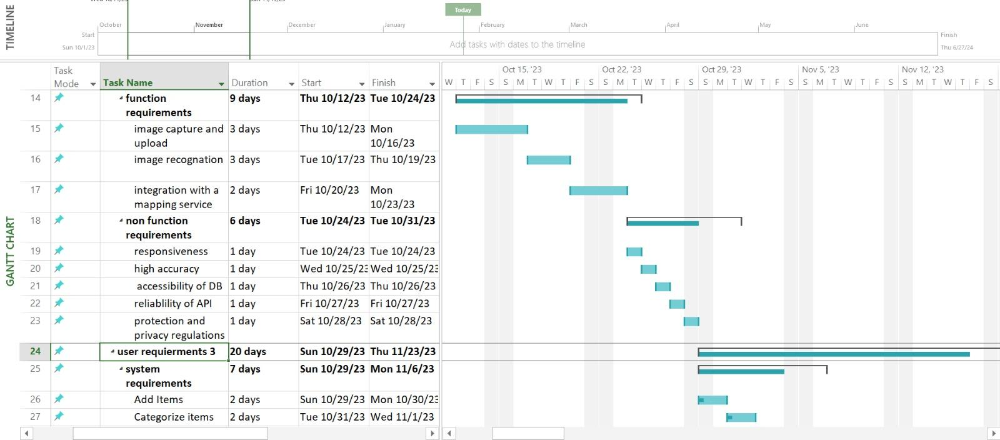 TIMELINE
Today
October November December January February March April May June
Start Finish
Sun 10/1/23 Add tasks with dates to the timeline Thu 6/27/24
GANTT CHART
Task Mode Task Name Duration Start Finish
Oct 15, '23 Oct 22, '23 Oct 29, '23 Nov 5, '23 Nov 12, '23
W T F S S M T W T F S S M T W T F S S M T W T F S S M T W T F S S M T W T F S
14 function requirements 9 days Thu 10/12/23 Tue 10/24/23
15 image capture and upload 3 days Thu 10/12/23 Mon 10/16/23
16 image recognation 3 days Tue 10/17/23 Thu 10/19/23
17 integration with a mapping service 2 days Fri 10/20/23 Mon 10/23/23
18 non function requirements 6 days Tue 10/24/23 Tue 10/31/23
19 responsiveness 1 day Tue 10/24/23 Tue 10/24/23
20 high accuracy 1 day Wed 10/25/23 Wed 10/25/23
21 accessibility of DB 1 day Thu 10/26/23 Thu 10/26/23
22 reliablility of API 1 day Fri 10/27/23 Fri 10/27/23
23 protection and privacy regulations 1 day Sat 10/28/23 Sat 10/28/23
24 user requierments 3 20 days Sun 10/29/23 Thu 11/23/23
25 system requirements 7 days Sun 10/29/23 Mon 11/6/23
26 Add Items 2 days Sun 10/29/23 Mon 10/30/23
27 Categorize items 2 days Tue 10/31/23 Wed 11/1/23